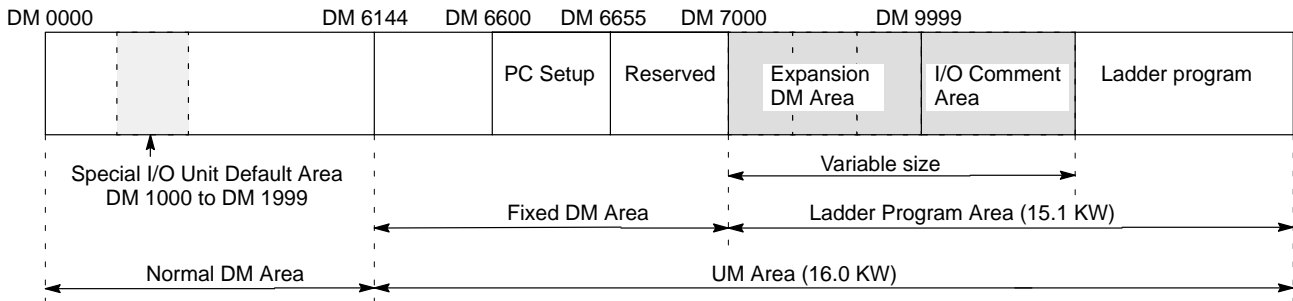 DM 0000 DM 6144 DM 6600 DM 6655 DM 7000 DM 9999
PC Setup Reserved Expansion DM Area I/O Comment Area Ladder program
Special I/O Unit Default Area
DM 1000 to DM 1999
Variable size
Fixed DM Area Ladder Program Area (15.1 KW)
Normal DM Area UM Area (16.0 KW)